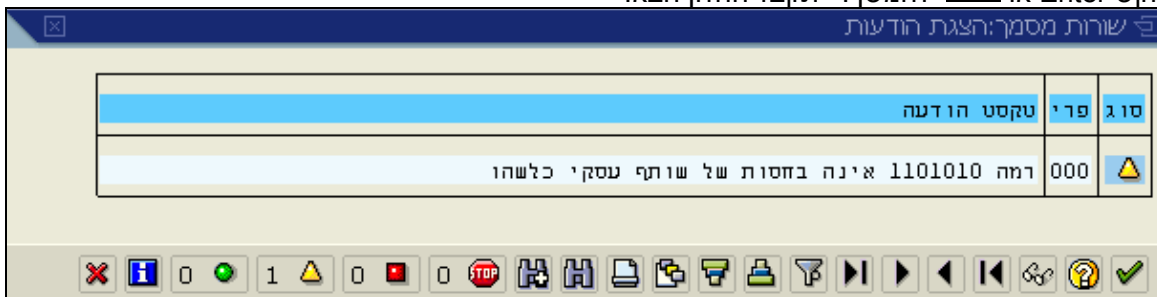 שורות מסמך:הצגת הודעות
סוג פרי טקסט הודעה
000 רמה 1101010 אינה בחסות של שותף עסקי כלשהו
STOP 0 0 1 0